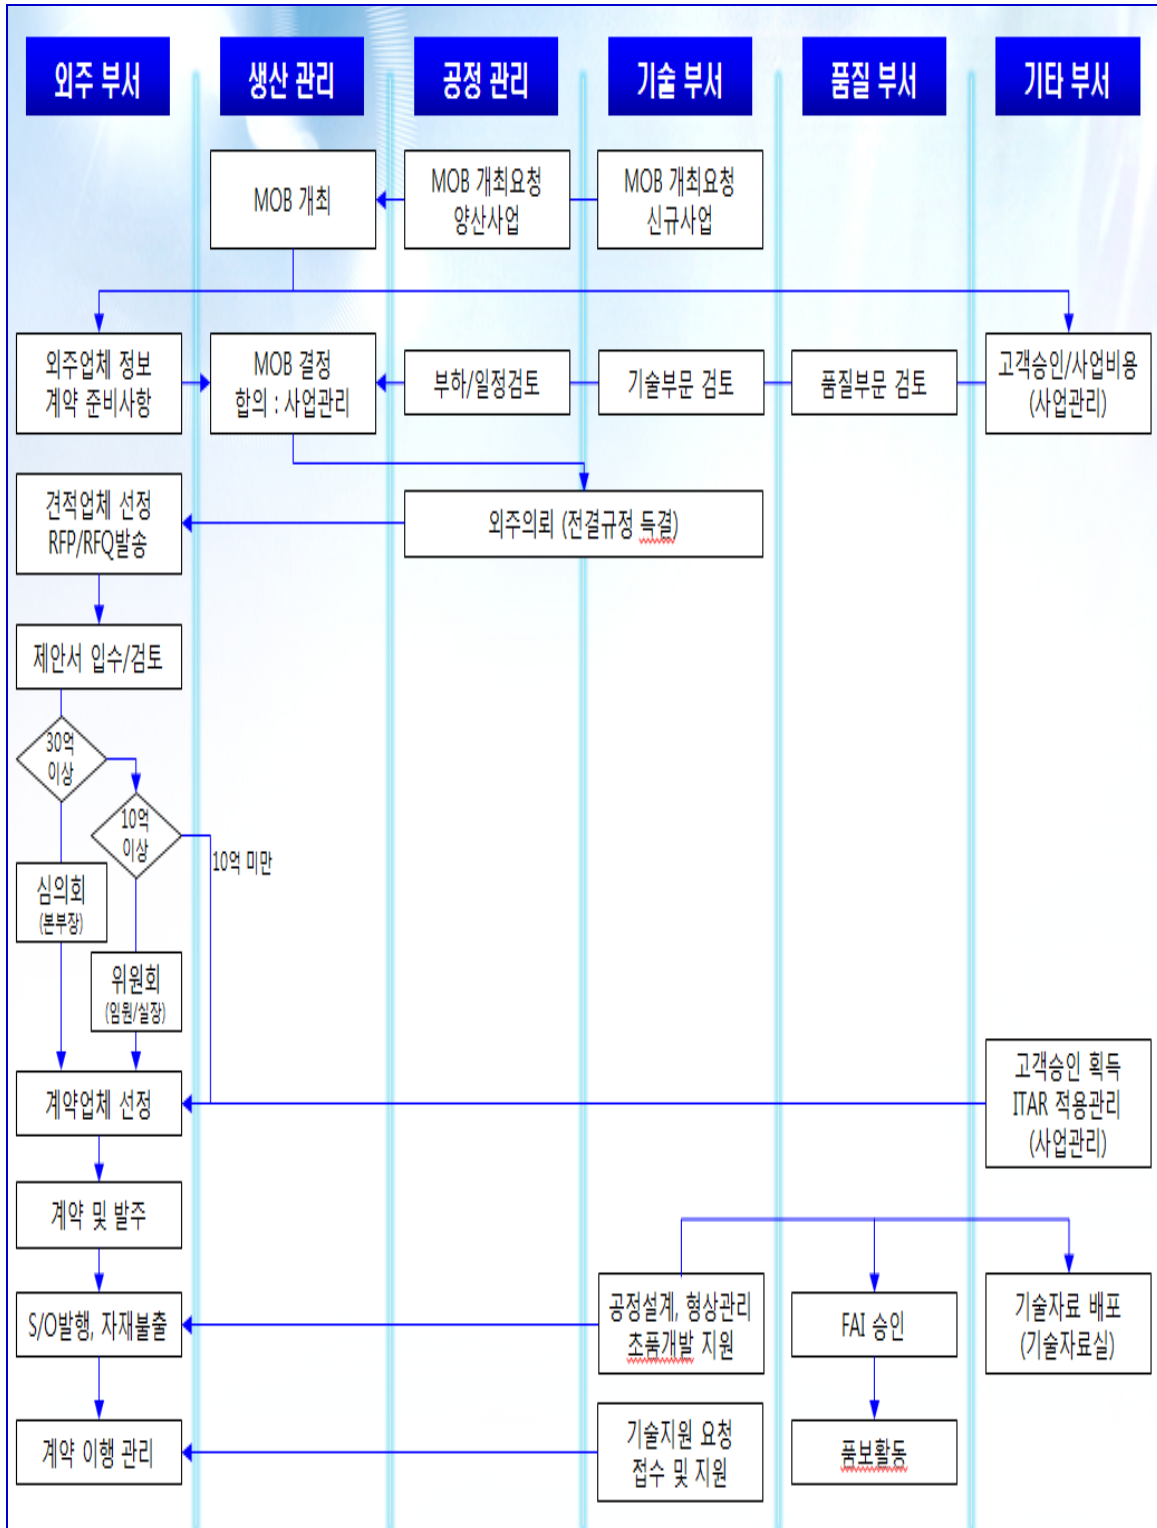 외주 부서
생산 관리
공정 관리
기술 부서
품질 부서
기타 부서
MOB 개최
MOB 개최요청
양산사업
MOB 개최요청
신규사업
외주업체 정보
계약 준비사항
MOB 결정
합의 : 사업관리
부하/일정검토
기술부문 검토
품질부문 검토
고객승인/사업비용
(사업관리)
견적업체 선정
RFP/RFQ발송
외주의뢰 (전결규정 득결)
제안서 입수/검토
30억
이상
10억
이상
10억 미만
심의회
(본부장)
위원회
(임원/실장)
계약업체 선정
고객승인 획득
ITAR 적용관리
(사업관리)
계약 및 발주
S/O발행, 자재불출
공정설계, 형상관리
초품개발 지원
FAI 승인
기술자료 배포
(기술자료실)
계약 이행 관리
기술지원 요청
접수 및 지원
품보활동